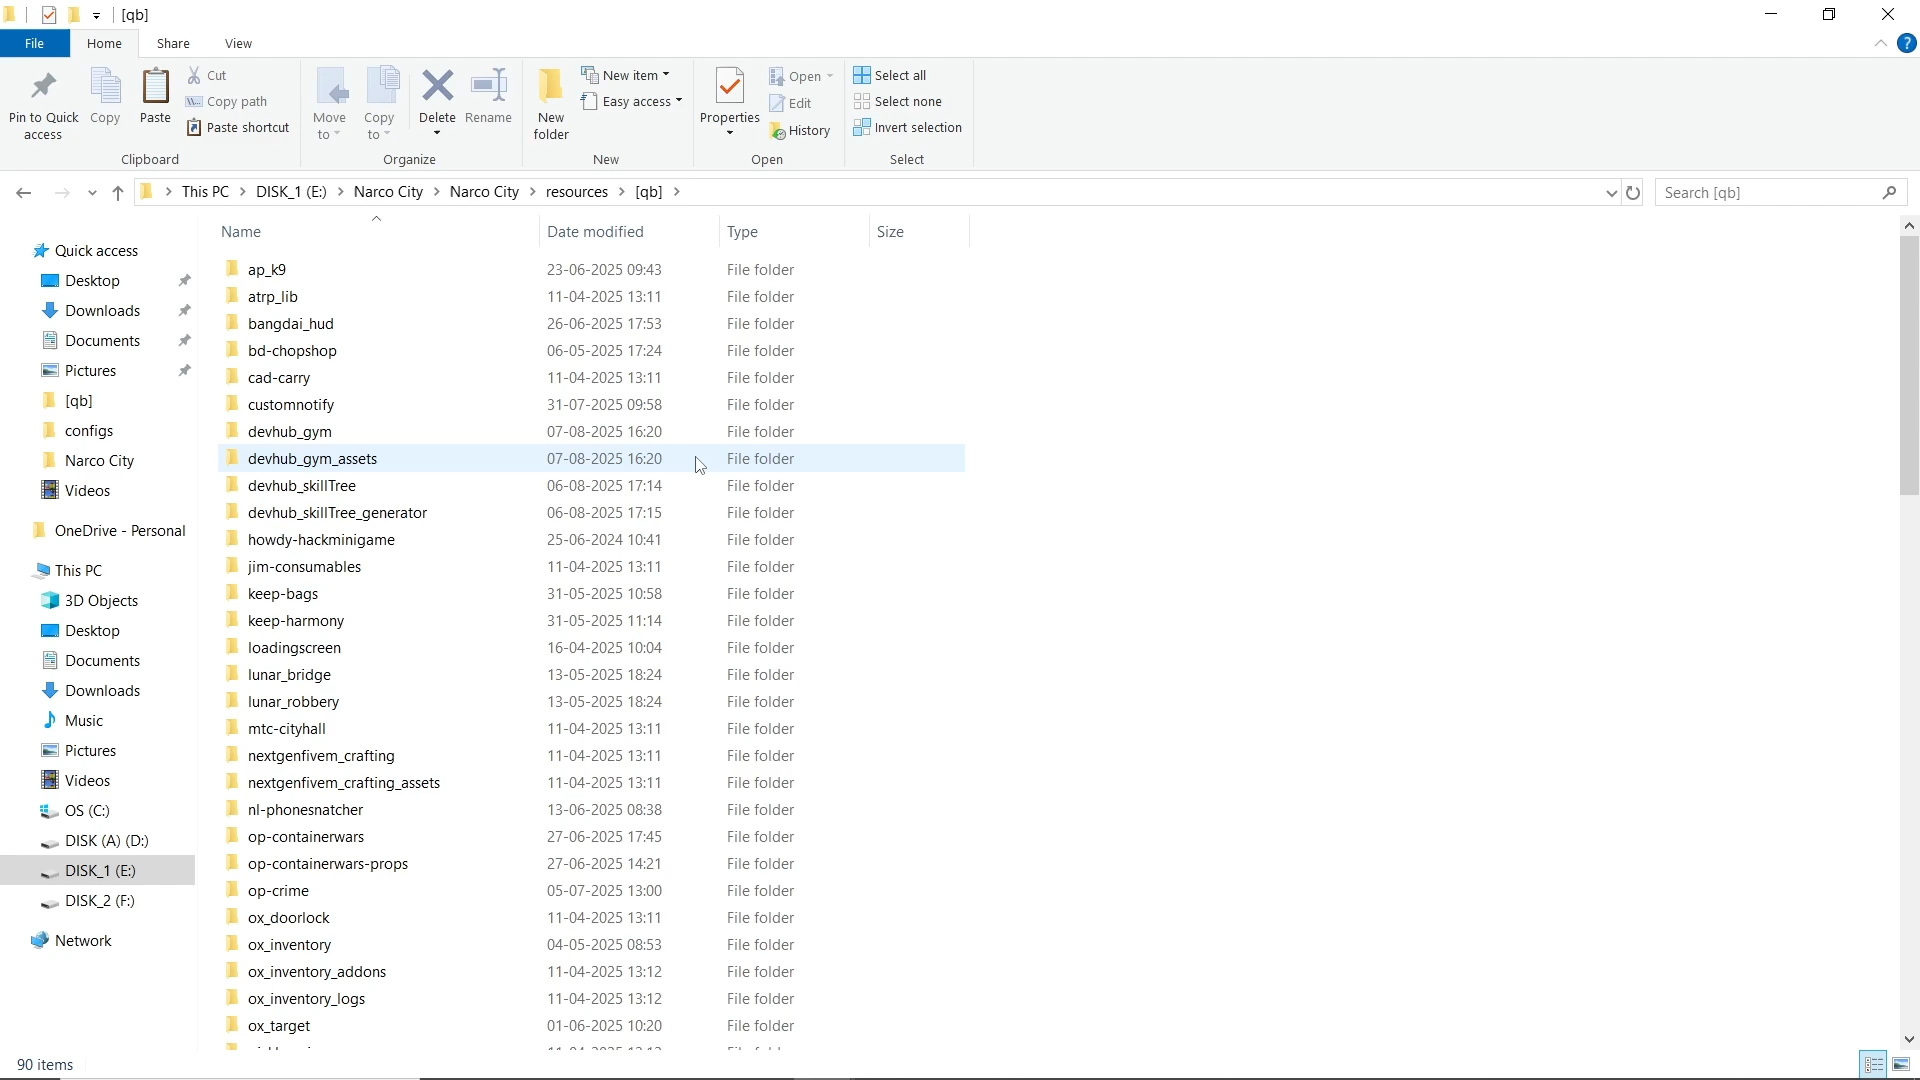 [qb]
File Home Share View
Pin to Quick access
Copy
Paste
Cut
Copy path
Paste shortcut
Clipboard
Move to
Copy to
Delete
Rename
Organize
New folder
New item
Easy access
New
Properties
Open
Edit
History
Open
Select all
Select none
Invert selection
Select
This PC > DISK_1 (E:) > Narco City > Narco City > resources > [qb] >
Search [qb]
Quick access
Desktop
Downloads
Documents
Pictures
[qb]
configs
Narco City
Videos
OneDrive - Personal
This PC
3D Objects
Desktop
Documents
Downloads
Music
Pictures
Videos
OS (C:)
DISK (A) (D:)
DISK_1 (E:)
DISK_2 (F:)
Network
Name Date modified Type Size
ap_k9 23-06-2025 09:43 File folder
atrp_lib 11-04-2025 13:11 File folder
bangdai_hud 26-06-2025 17:53 File folder
bd-chopshop 06-05-2025 17:24 File folder
cad-carry 11-04-2025 13:11 File folder
customnotify 31-07-2025 09:58 File folder
devhub_gym 07-08-2025 16:20 File folder
devhub_gym_assets 07-08-2025 16:20 File folder
devhub_skillTree 06-08-2025 17:14 File folder
devhub_skillTree_generator 06-08-2025 17:15 File folder
howdy-hackminigame 25-06-2024 10:41 File folder
jim-consumables 11-04-2025 13:11 File folder
keep-bags 31-05-2025 10:58 File folder
keep-harmony 31-05-2025 11:14 File folder
loadingscreen 16-04-2025 10:04 File folder
lunar_bridge 13-05-2025 18:24 File folder
lunar_robbery 13-05-2025 18:24 File folder
mtc-cityhall 11-04-2025 13:11 File folder
nextgenfivem_crafting 11-04-2025 13:11 File folder
nextgenfivem_crafting_assets 11-04-2025 13:11 File folder
nl-phonesnatcher 13-06-2025 08:38 File folder
op-containerwars 27-06-2025 17:45 File folder
op-containerwars-props 27-06-2025 14:21 File folder
op-crime 05-07-2025 13:00 File folder
ox_doorlock 11-04-2025 13:11 File folder
ox_inventory 04-05-2025 08:53 File folder
ox_inventory_addons 11-04-2025 13:12 File folder
ox_inventory_logs 11-04-2025 13:12 File folder
ox_target 01-06-2025 10:20 File folder
90 items